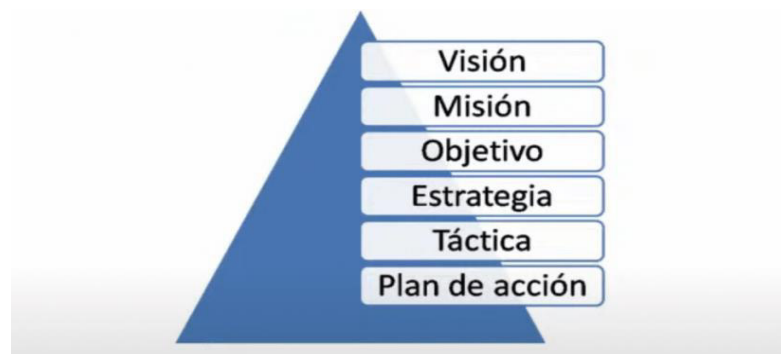 Visión
Misión
Objetivo
Estrategia
Táctica
Plan de acción